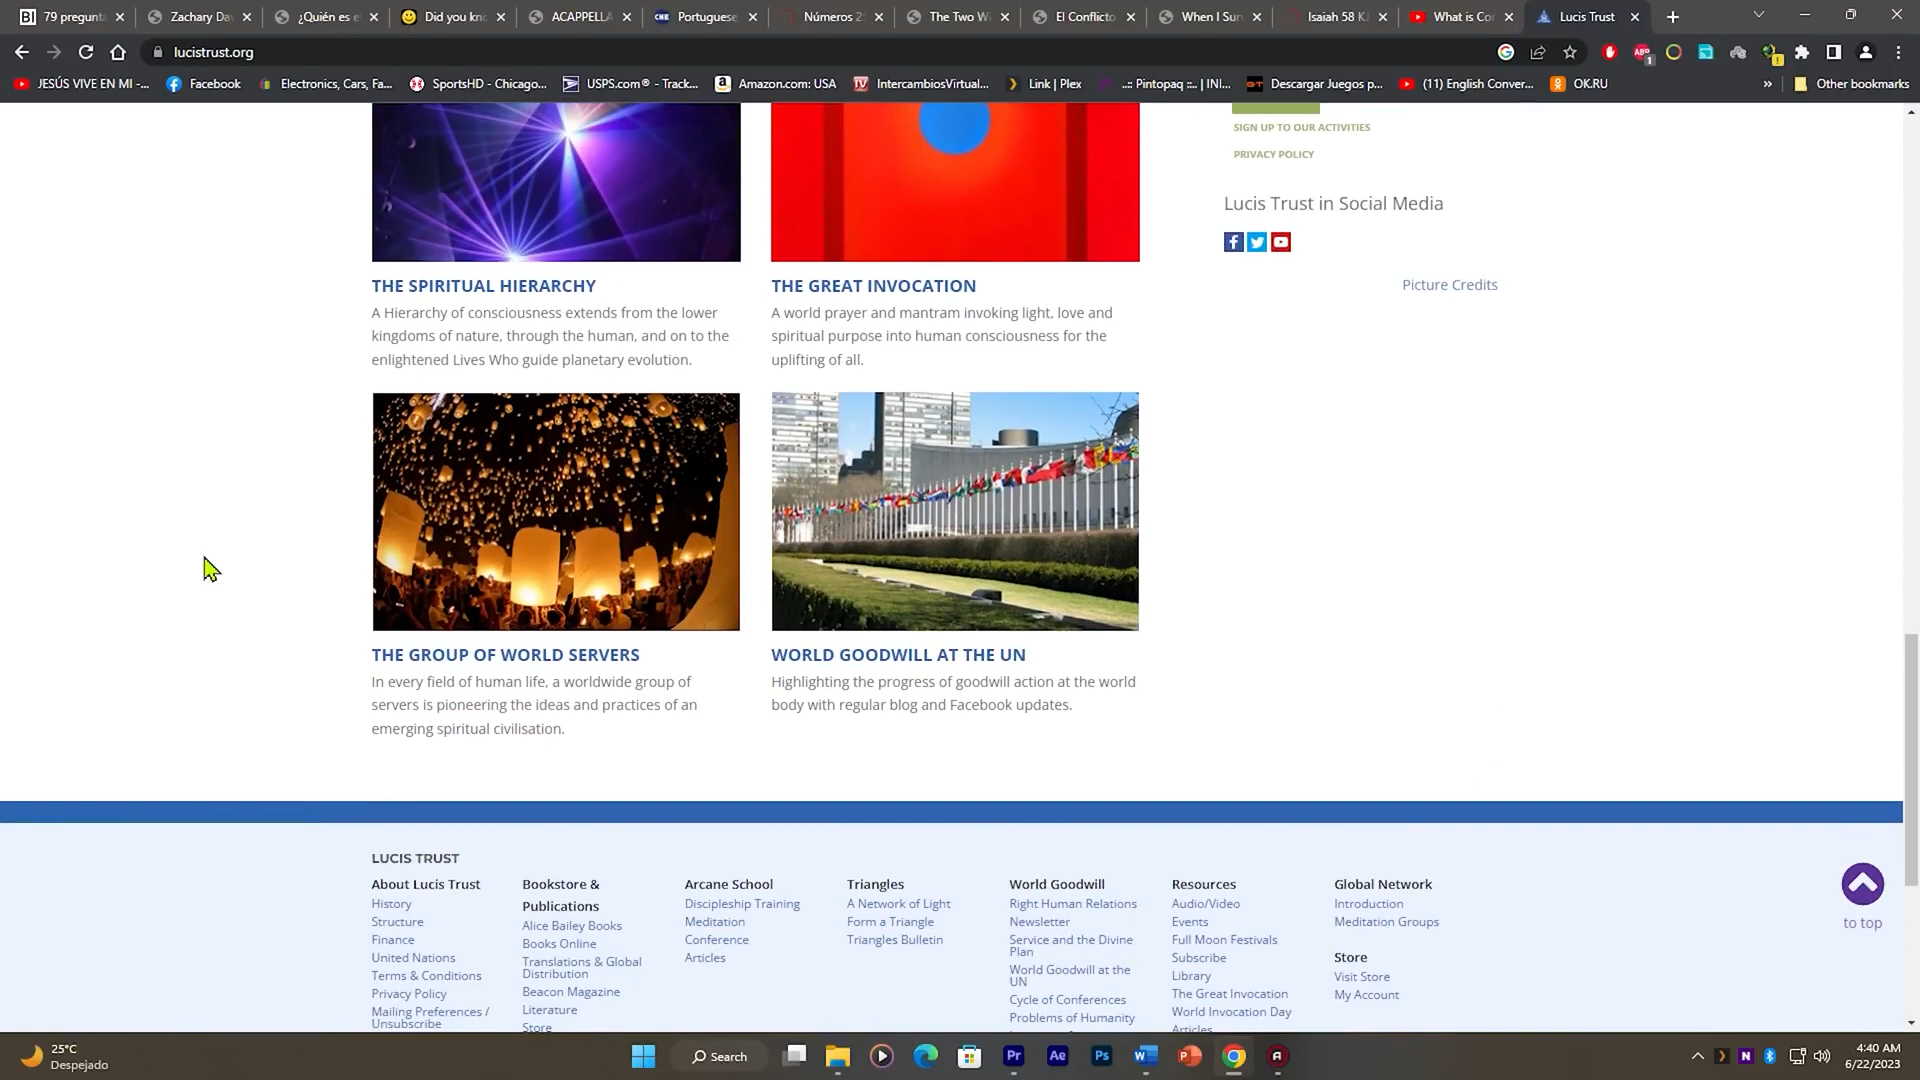 79 pregunta
Zachary Dav
¿Quién es e
Did you kno
ACAPPELLA
CNE
Portuguese
Números 2
The Two W
El Conflicto
When I Sur
Isaiah 58 K
What is Co
Lucis Trust
lucistrust.org
JESÚS VIVE EN MI -...
Facebook
Electronics, Cars, Fa...
SportsHD - Chicago...
USPS.com® - Track...
Amazon.com: USA
IntercambiosVirtual...
Link | Plex
..:: Pintopaq ::.. | INI...
Descargar Juegos p...
(11) English Conver...
OK.RU
Other bookmarks
SIGN UP TO OUR ACTIVITIES
PRIVACY POLICY
Lucis Trust in Social Media
Picture Credits
THE SPIRITUAL HIERARCHY
A Hierarchy of consciousness extends from the lower
kingdoms of nature, through the human, and on to the
enlightened Lives Who guide planetary evolution.
THE GREAT INVOCATION
A world prayer and mantram invoking light, love and
spiritual purpose into human consciousness for the
uplifting of all.
THE GROUP OF WORLD SERVERS
In every field of human life, a worldwide group of
servers is pioneering the ideas and practices of an
emerging spiritual civilisation.
WORLD GOODWILL AT THE UN
Highlighting the progress of goodwill action at the world
body with regular blog and Facebook updates.
LUCIS TRUST
About Lucis Trust
History
Structure
Finance
United Nations
Terms & Conditions
Privacy Policy
Mailing Preferences /
Unsubscribe
Bookstore &
Publications
Alice Bailey Books
Books Online
Translations & Global
Distribution
Beacon Magazine
Literature
Store
Arcane School
Discipleship Training
Meditation
Conference
Articles
Triangles
A Network of Light
Form a Triangle
Triangles Bulletin
World Goodwill
Right Human Relations
Newsletter
Service and the Divine
Plan
World Goodwill at the
UN
Cycle of Conferences
Problems of Humanity
Resources
Audio/Video
Events
Full Moon Festivals
Subscribe
Library
The Great Invocation
World Invocation Day
Articles
Global Network
Introduction
Meditation Groups
Store
Visit Store
My Account
to top
25°C
Despejado
Search
4:40 AM
6/22/2023